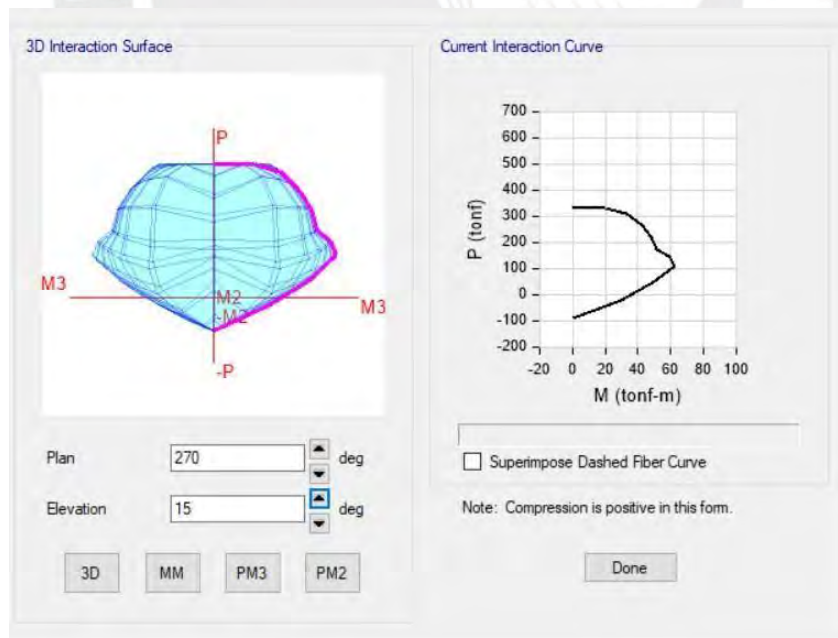 3D Interaction Surface
P
M3
M2
-M2
M3
-P
Plan
270
deg
Elevation
15
deg
3D
MM
PM3
PM2
Current Interaction Curve
P (tonf)
700
600
500
400
300
200
100
0
-100
-200
-20 0 20 40 60 80 100
M (tonf-m)
Superimpose Dashed Fiber Curve
Note: Compression is positive in this form.
Done